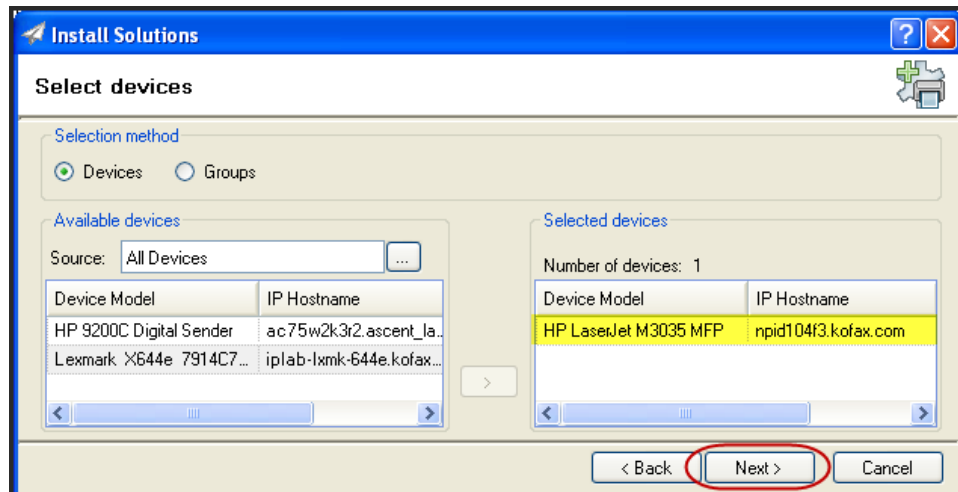 Install Solutions
Select devices
Selection method
Devices Groups
Available devices
Source: All Devices ...
Device Model IP Hostname
HP 9200C Digital Sender ac75w2k3r2.ascent_la..
Lexmark X644e 7914C7... iplab-lxmk-644e.kofax...
>
Selected devices
Number of devices: 1
Device Model IP Hostname
HP LaserJet M3035 MFP npid104f3.kofax.com
< Back Next > Cancel